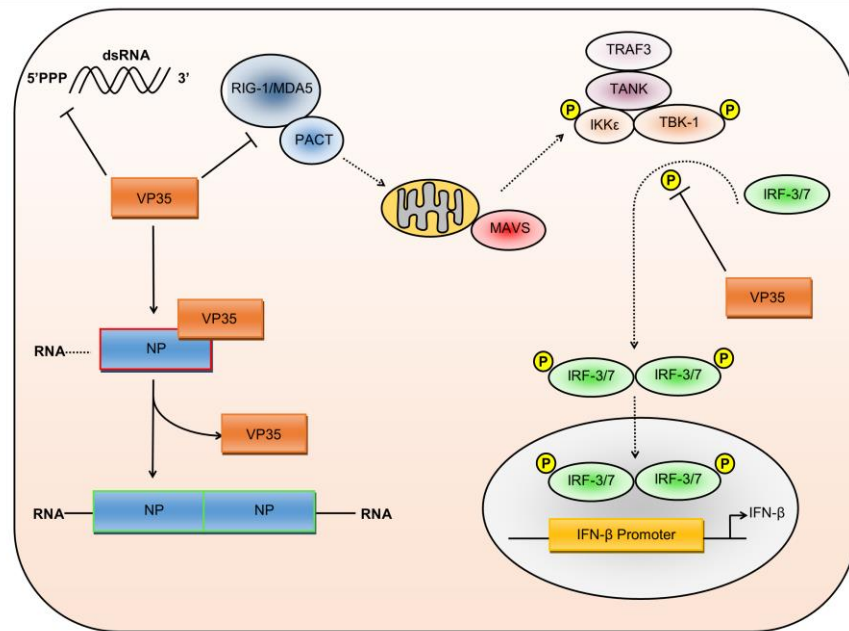 dsRNA
5'PPP
3'
RIG-1/MDA5
PACT
VP35
MAVS
TRAF3
TANK
P
IKKε
TBK-1
P
P
IRF-3/7
VP35
VP35
RNA
NP
VP35
RNA
NP
NP
RNA
P
IRF-3/7
IRF-3/7
P
P
IRF-3/7
IRF-3/7
P
IFN-β Promoter
IFN-β